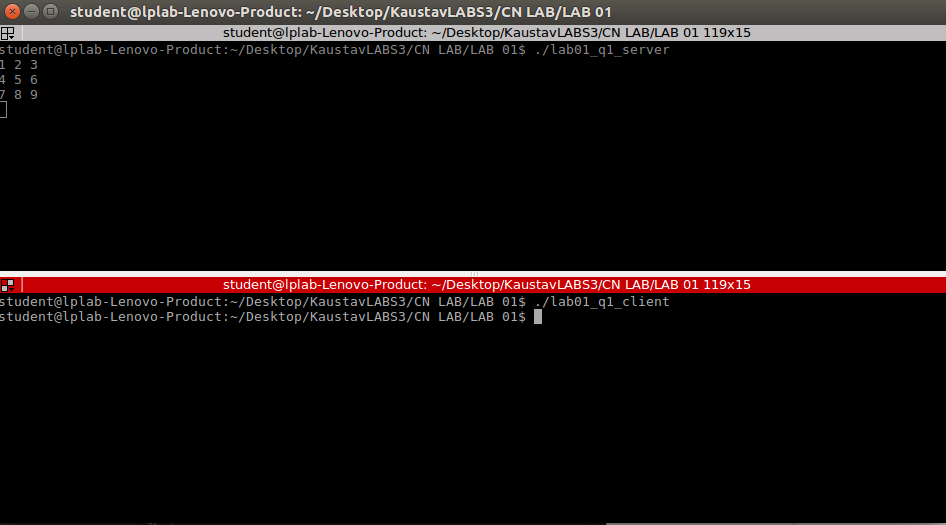 student@lplab-Lenovo-Product: ~/Desktop/KaustavLABS3/CN LAB/LAB 01
student@lplab-Lenovo-Product: ~/Desktop/KaustavLABS3/CN LAB/LAB 01 119x15
student@lplab-Lenovo-Product:~/Desktop/KaustavLABS3/CN LAB/LAB 01$ ./lab01_q1_server
1 2 3
4 5 6
7 8 9
student@lplab-Lenovo-Product: ~/Desktop/KaustavLABS3/CN LAB/LAB 01 119x15
student@lplab-Lenovo-Product:~/Desktop/KaustavLABS3/CN LAB/LAB 01$ ./lab01_q1_client
student@lplab-Lenovo-Product:~/Desktop/KaustavLABS3/CN LAB/LAB 01$